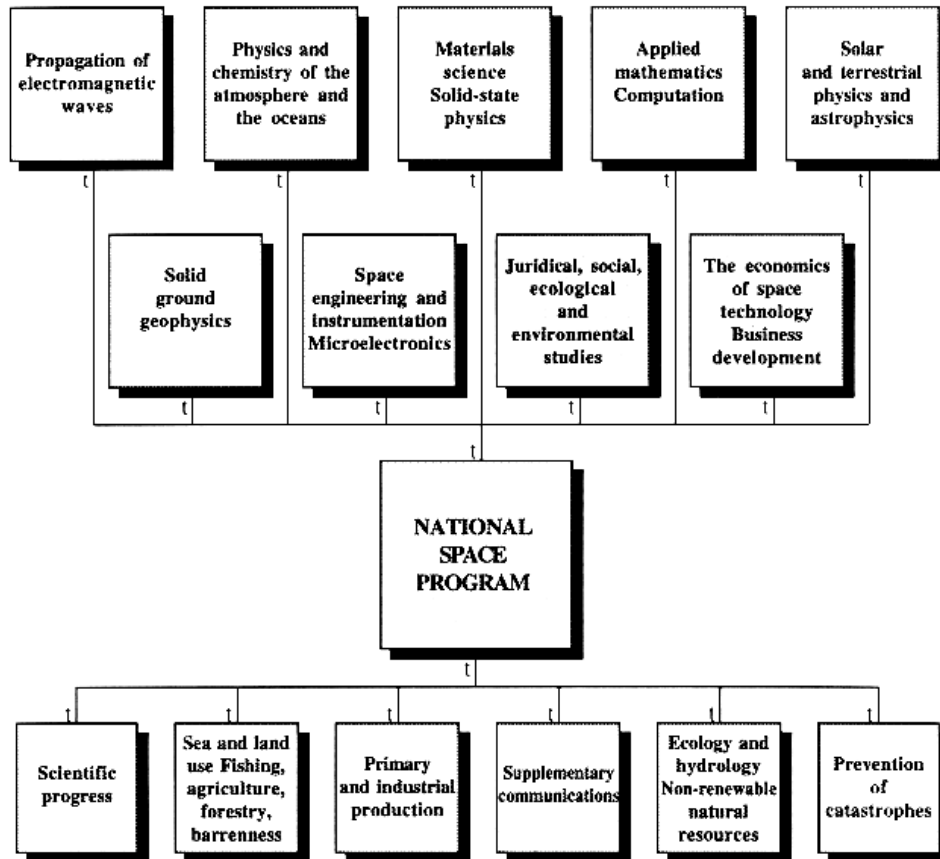 Propagation of
electromagnetic
waves
Physics and
chemistry of the
atmosphere and
the oceans
Materials
science
Solid-state
physics
Applied
mathematics
Computation
Solar
and terrestrial
physics and
astrophysics
t
t
t
t
t
Solid
ground
geophysics
Space
engineering and
instrumentation
Microelectronics
Juridical, social,
ecological
and
environmental
studies
The economics
of space
technology
Business
development
t
t
t
t
t
NATIONAL
SPACE
PROGRAM
t
t
t
t
t
t
t
Scientific
progress
Sea and land
use Fishing,
agriculture,
forestry,
barrenness
Primary
and industrial
production
Supplementary
communications
Ecology and
hydrology
Non-renewable
natural
resources
Prevention
of
catastrophes